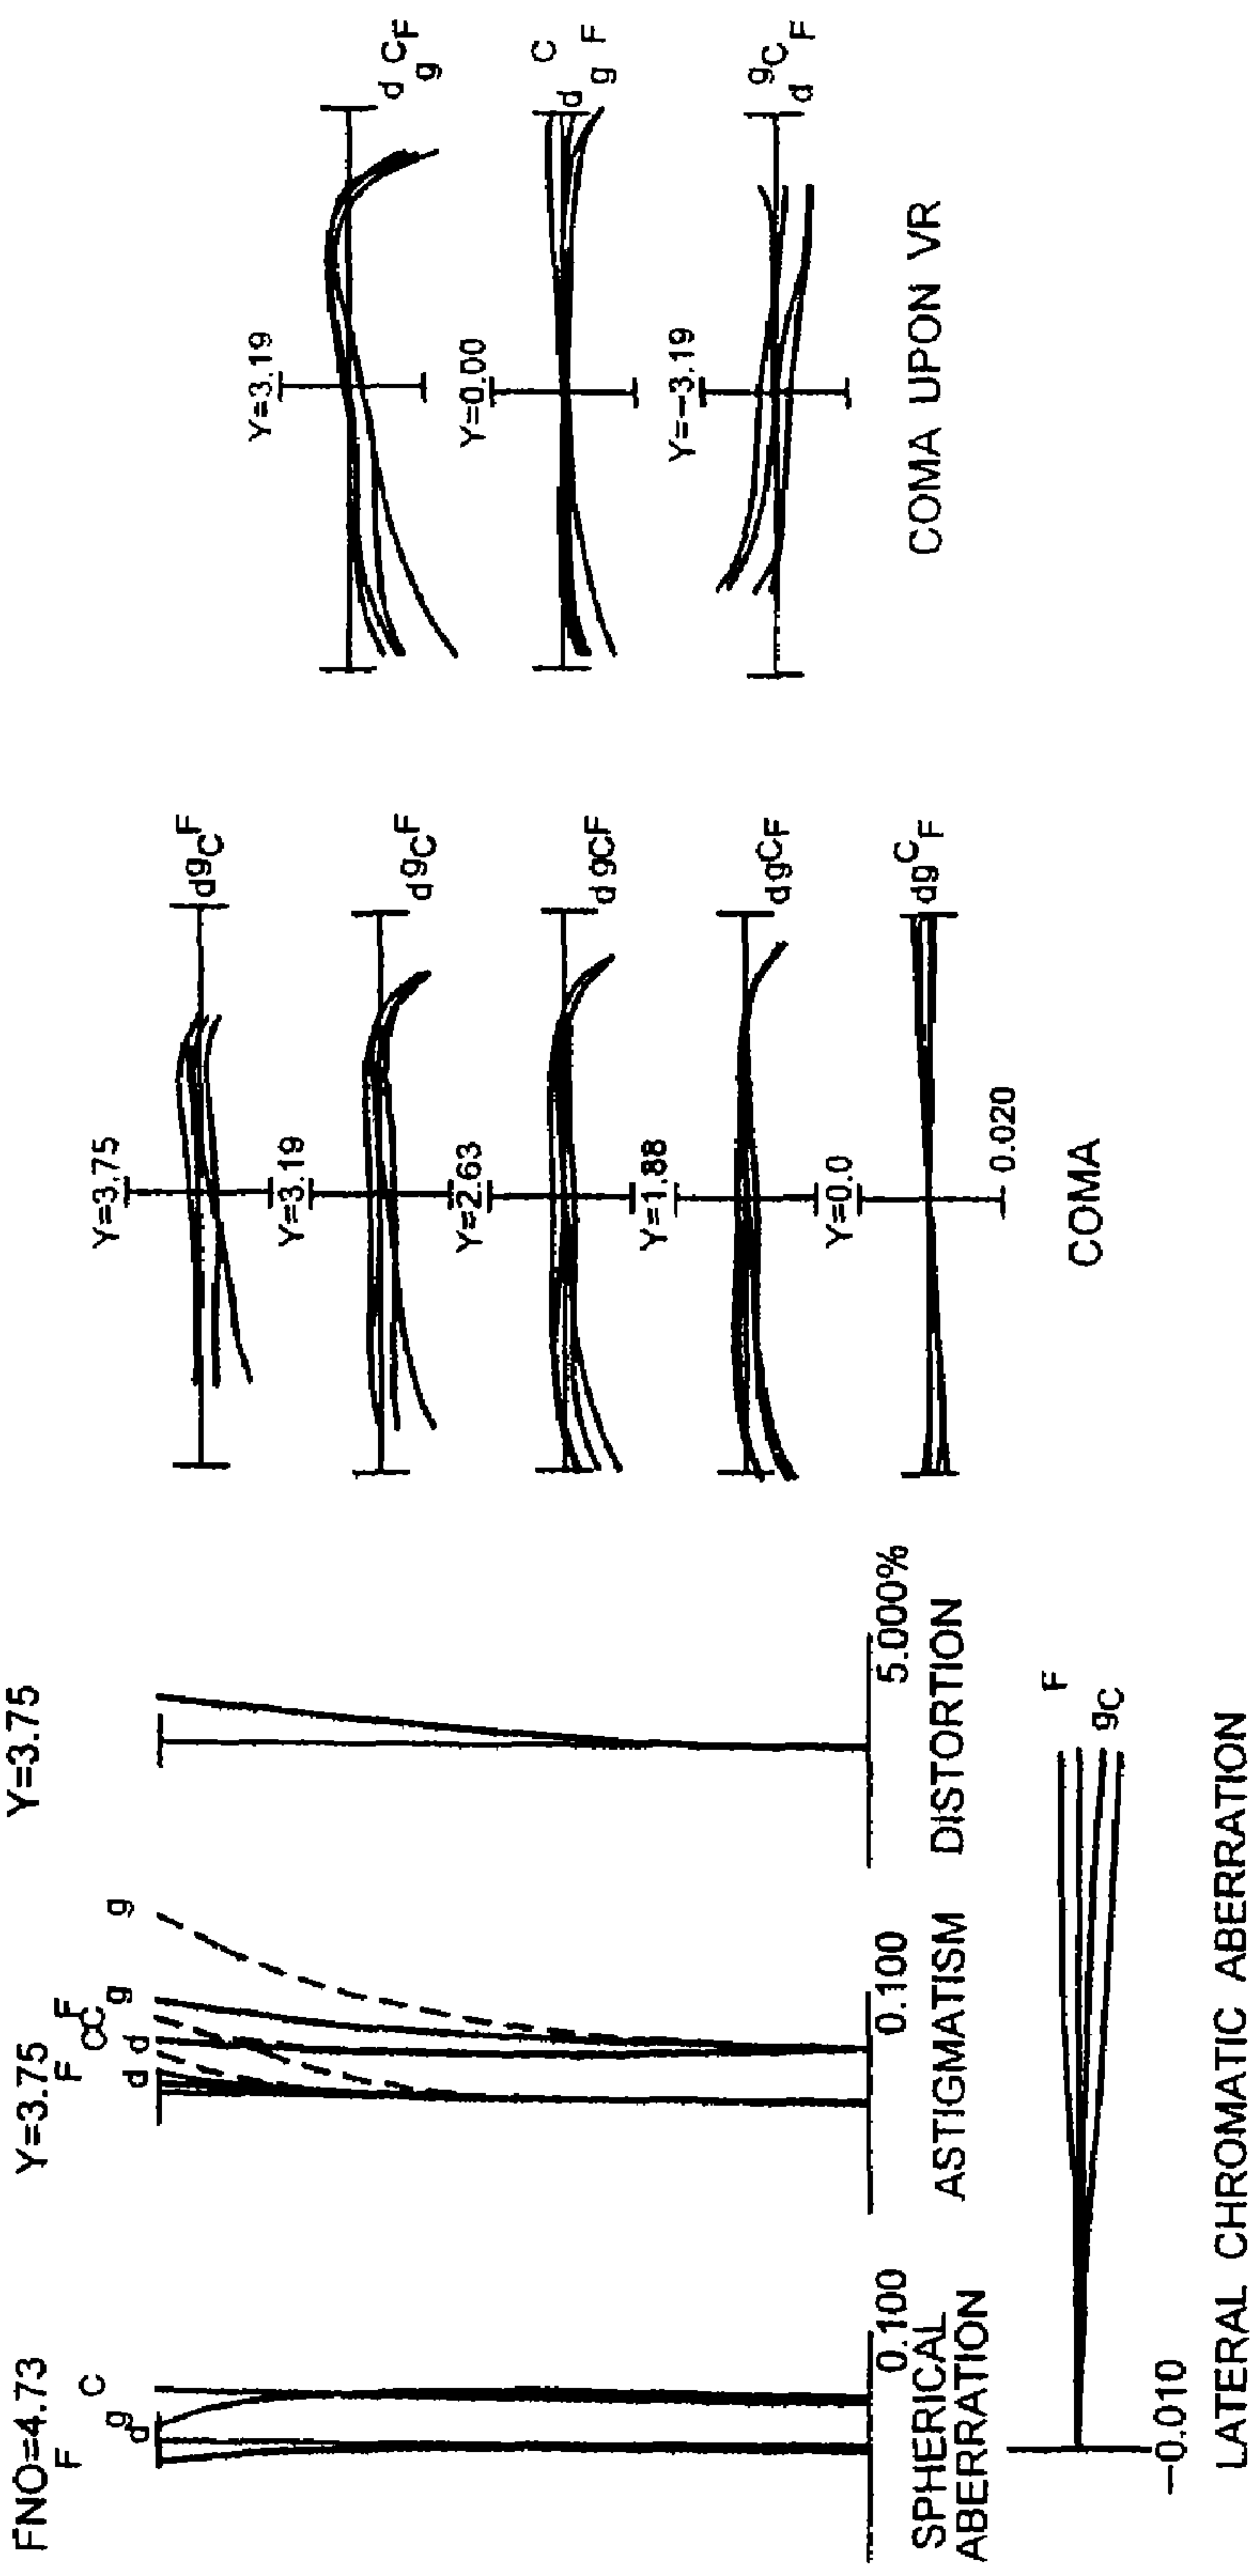 FNO=4.73
F
g
d
C
0.100
SPHERICAL
ABERRATION
Y=3.75
F
C
C
F
d
d
g
g
0.100
ASTIGMATISM
Y=3.75
5.000%
DISTORTION
F
g
C
−0.010
LATERAL CHROMATIC ABERRATION
Y=3.75
d g C F
Y=3.19
d g C F
Y=2.63
d g C F
Y=1.88
d g C F
Y=0.0
d g C F
0.020
COMA
Y=3.19
d g C F
Y=0.00
d C g F
Y=−3.19
g C d F
COMA UPON VR